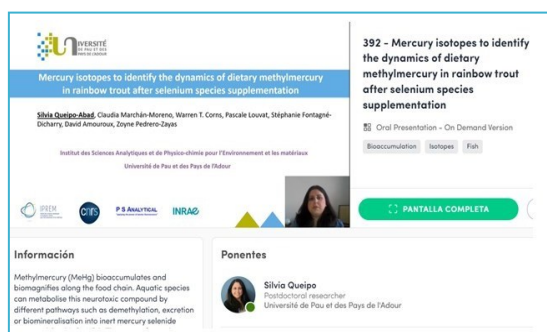 UNIVERSITÉ
DE PAU ET DES
PAYS DE L'ADOUR
Mercury isotopes to identify the dynamics of dietary methylmercury
in rainbow trout after selenium species supplementation
Silvia Queipo-Abad, Claudia Marchán-Moreno, Warren T. Corns, Pascale Louvat, Stéphanie Fontagné-
Dicharry, David Amouroux, Zoyne Pedrero-Zayas
Institut des Sciences Analytiques et de Physico-chimie pour l'Environnement et les matériaux
Université de Pau et des Pays de l'Adour
IPREM
cnrs
P S ANALYTICAL
INRAE
392 - Mercury isotopes to identify
the dynamics of dietary
methylmercury in rainbow trout
after selenium species
supplementation
Oral Presentation - On Demand Version
Bioaccumulation Isotopes Fish
PANTALLA COMPLETA
Información
Methylmercury (MeHg) bioaccumulates and
biomagnifies along the food chain. Aquatic species
can metabolise this neurotoxic compound by
different pathways such as demethylation, excretion
or biomineralisation into inert mercury selenide
Ponentes
Silvia Queipo
Postdoctoral researcher
Université de Pau et des Pays de l'Adour